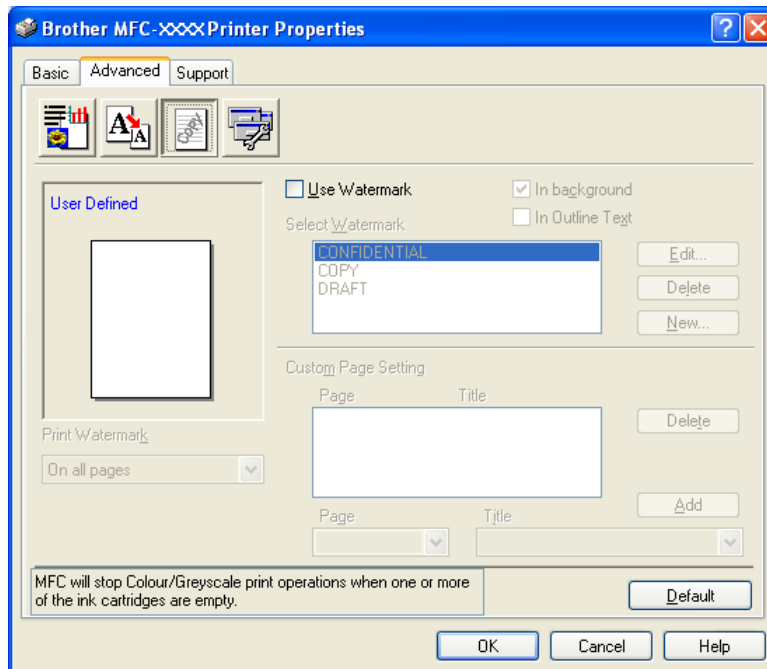 Brother MFC-XXXX Printer Properties
Basic
Advanced
Support
COPY
User Defined
Use Watermark
In background
In Outline Text
Select Watermark
CONFIDENTIAL
COPY
DRAFT
Edit...
Delete
New...
Custom Page Setting
Page
Title
Delete
Print Watermark
On all pages
Add
Page
Title
MFC will stop Colour/Greyscale print operations when one or more
of the ink cartridges are empty.
Default
OK
Cancel
Help